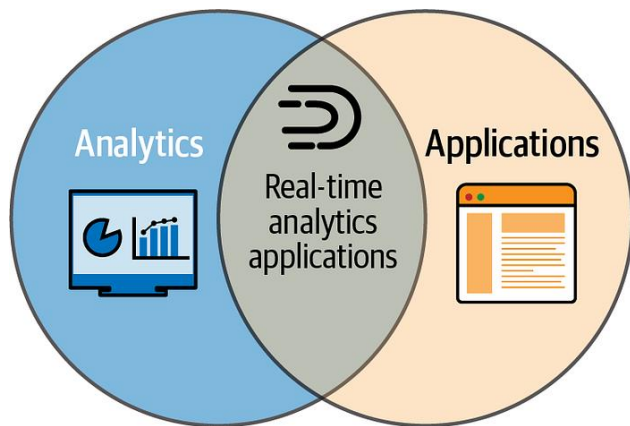 Analytics
Real-time
analytics
applications
Applications